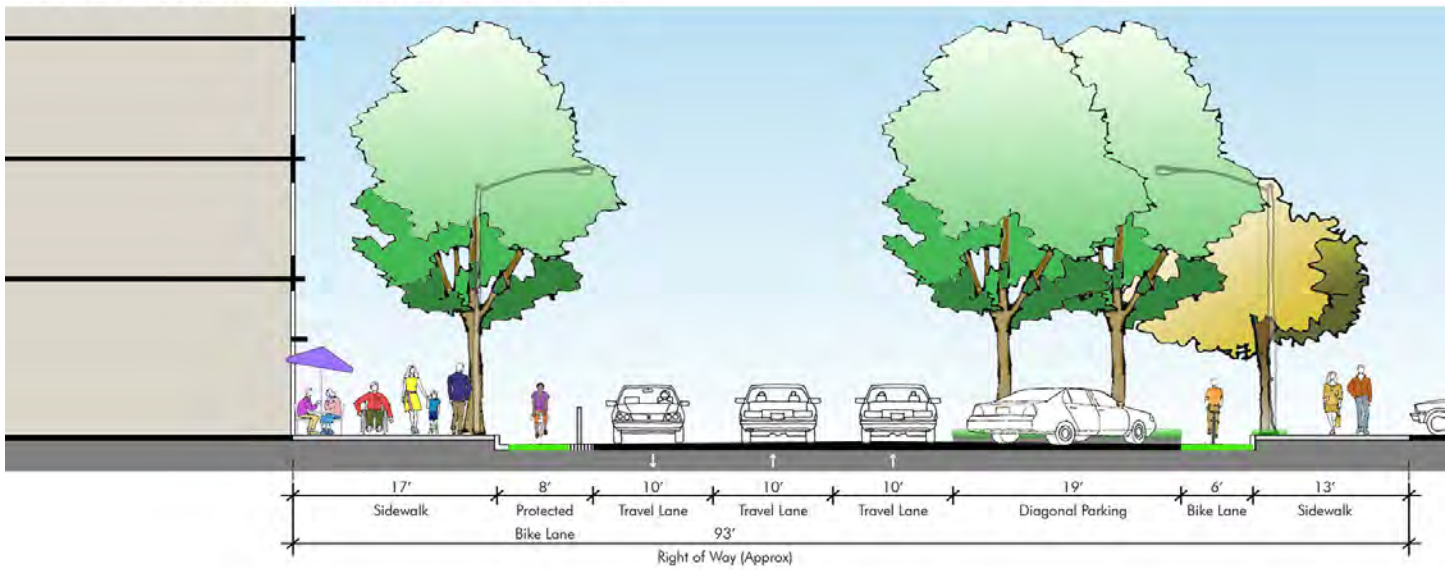 17’ 8’ 10’ 10’ 10’ 19’ 6’ 13’
Sidewalk Protected Travel Lane Travel Lane Travel Lane Diagonal Parking Bike Lane Sidewalk
Bike Lane 93’
Right of Way (Approx)